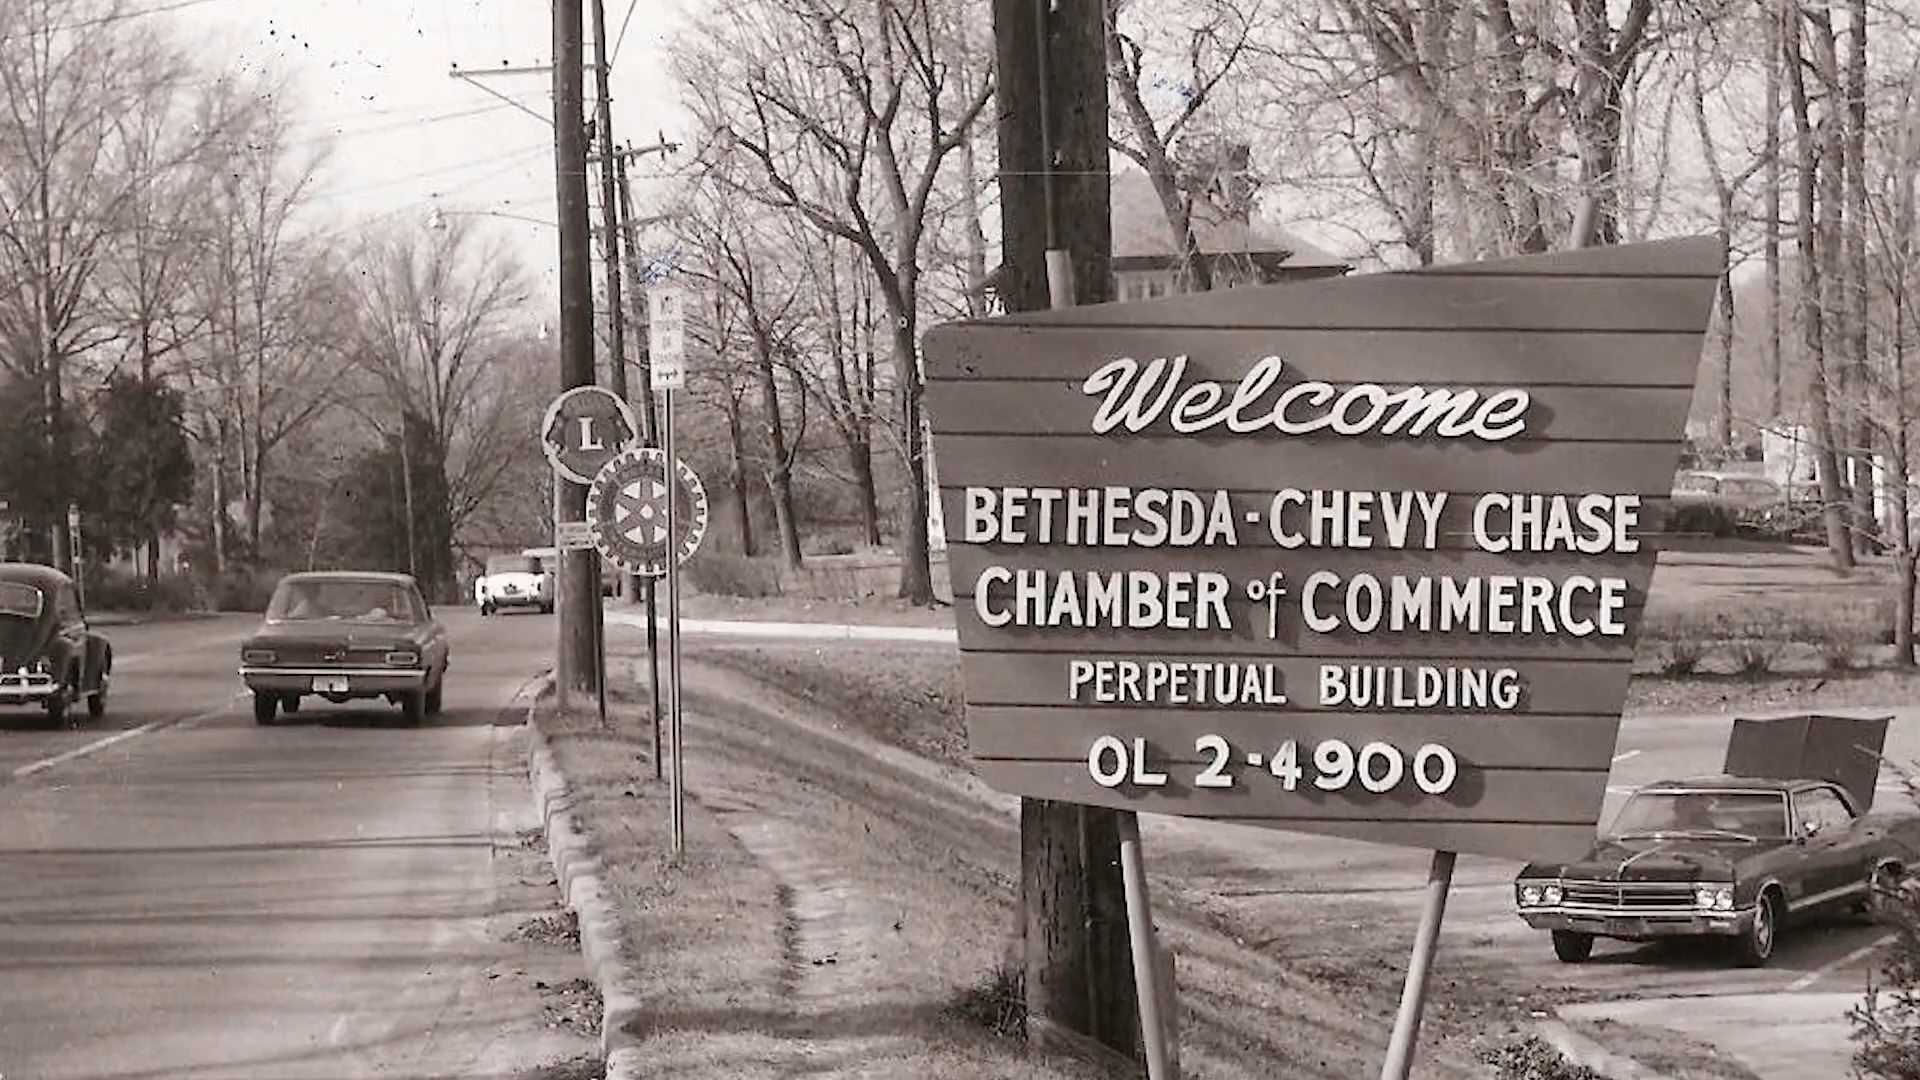 L
Welcome
BETHESDA-CHEVY CHASE
CHAMBER of COMMERCE
PERPETUAL BUILDING
OL 2-4900